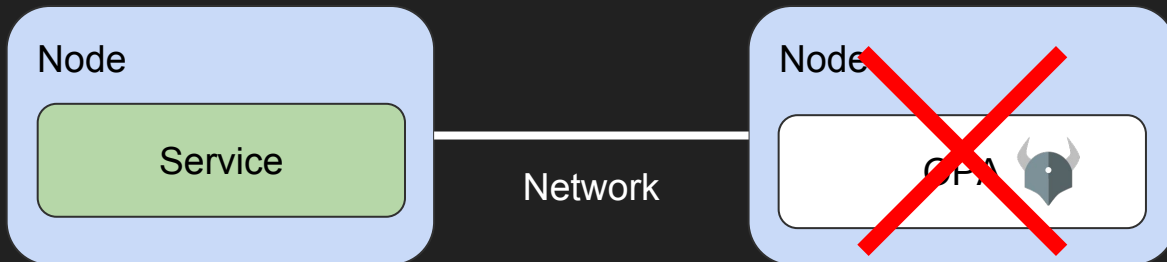 Node
Service
Network
Node
OPA